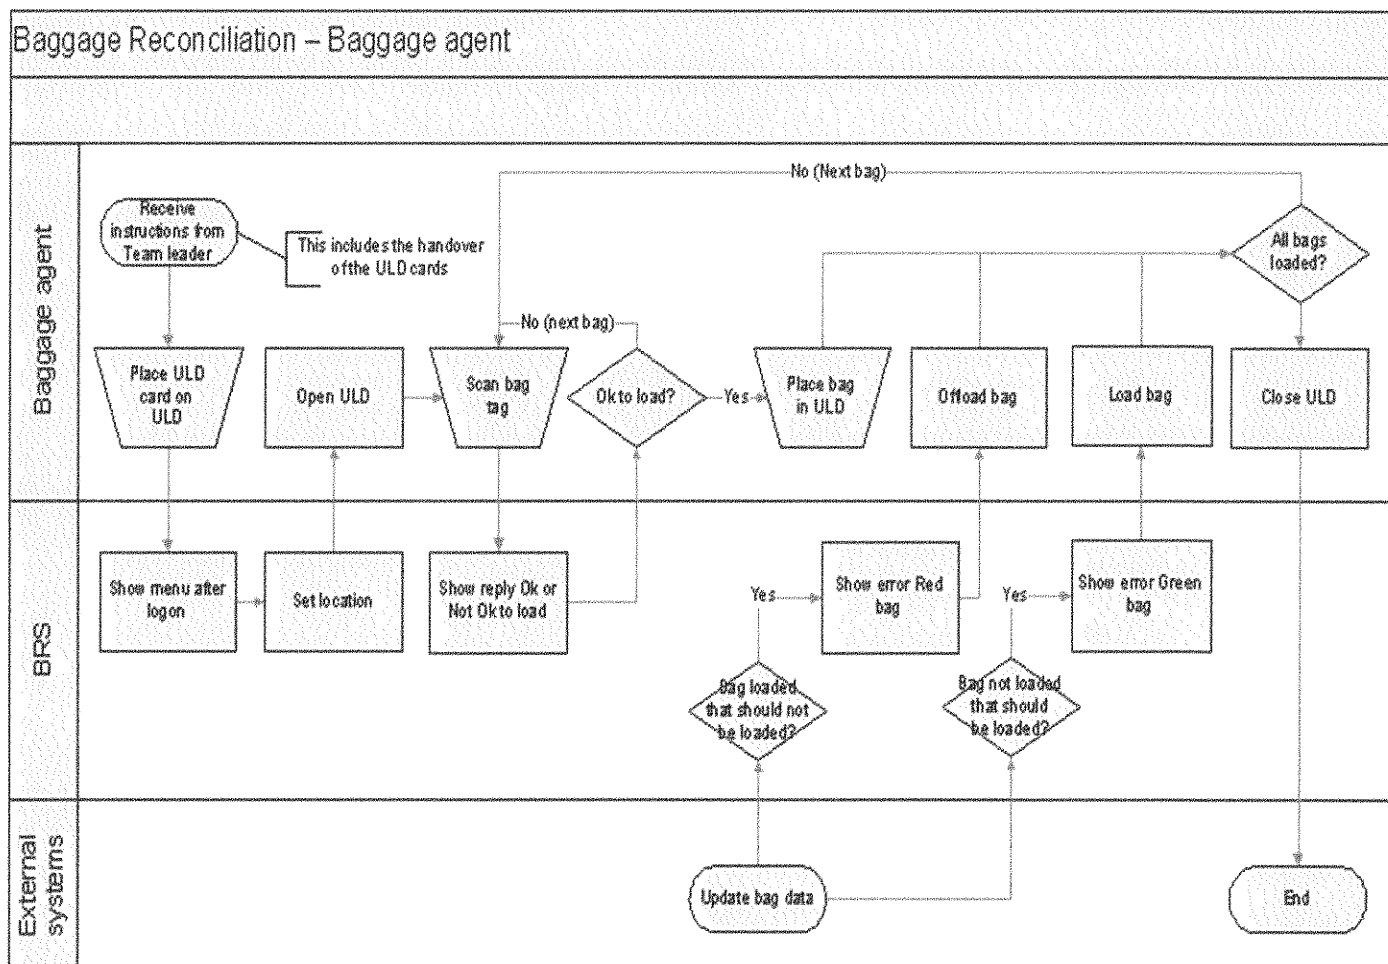 Baggage Reconciliation – Baggage agent
Baggage agent
No (Next bag)
Receive
instructions from
Team leader
This includes the handover
of the ULD cards
All bags
loaded?
No (next bag)
Place ULD
card on
ULD
Open ULD
Scan bag
tag
Ok to load?
Yes
Place bag
in ULD
Offload bag
Load bag
Close ULD
BRS
Show menu after
logon
Set location
Show reply Ok or
Not Ok to load
Yes
Show error Red
bag
Yes
Show error Green
bag
Bag loaded
that should not
be loaded?
Bag not loaded
that should
be loaded?
External
systems
Update bag data
End